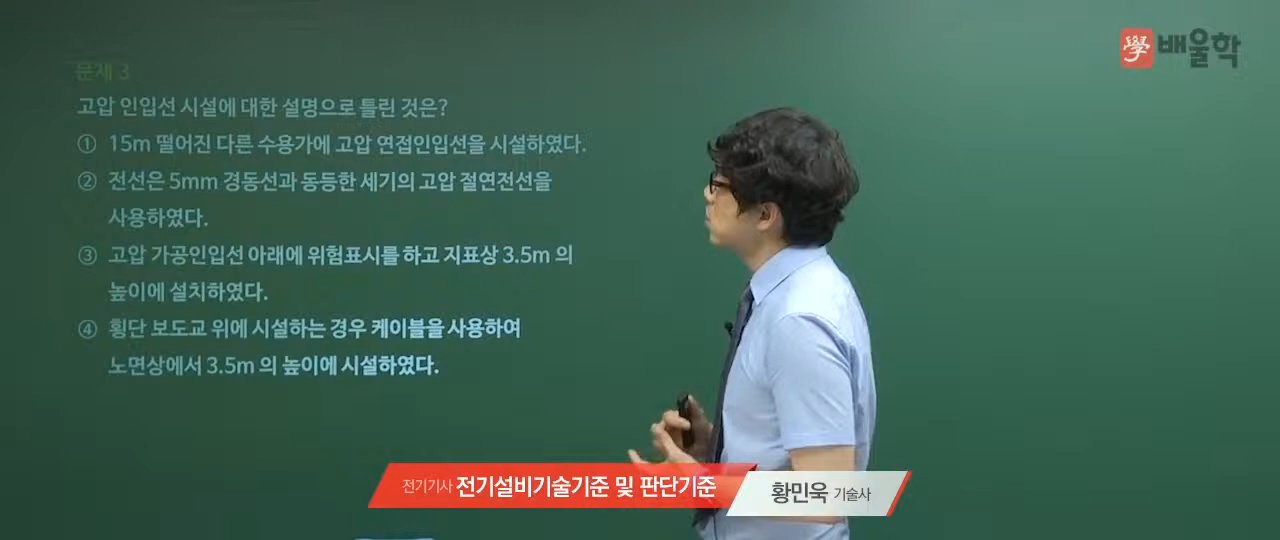 學 배울학
문제 3
고압 인입선 시설에 대한 설명으로 틀린 것은?
① 15m 떨어진 다른 수용가에 고압 연접인입선을 시설하였다.
② 전선은 5mm 경동선과 동등한 세기의 고압 절연전선을
사용하였다.
③ 고압 가공인입선 아래에 위험표시를 하고 지표상 3.5m 의
높이에 설치하였다.
④ 횡단 보도교 위에 시설하는 경우 케이블을 사용하여
노면상에서 3.5m 의 높이에 시설하였다.
전기기사 전기설비기술기준 및 판단기준
황민욱 기술사